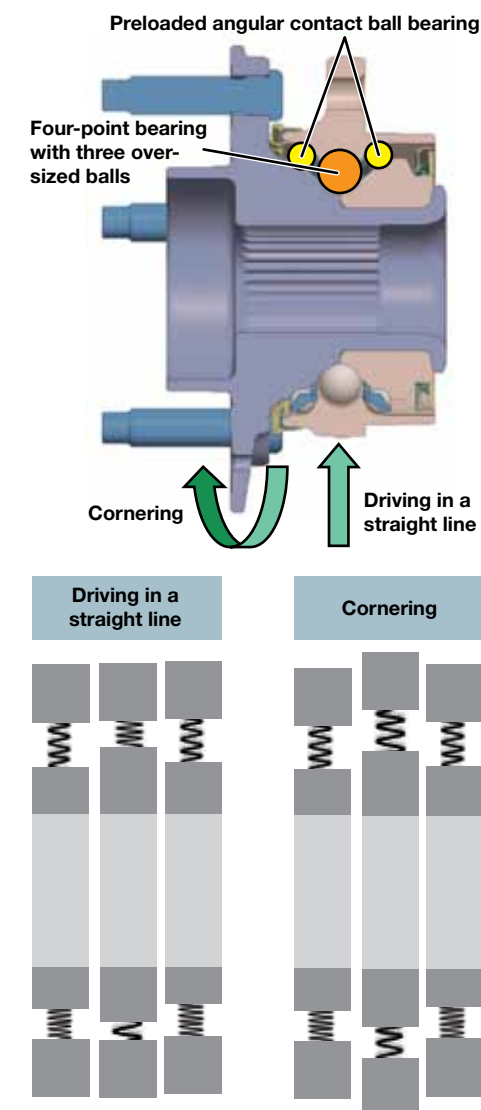 Preloaded angular contact ball bearing
Four-point bearing
with three over-
sized balls
Cornering
Driving in a
straight line
Driving in a
straight line
Cornering